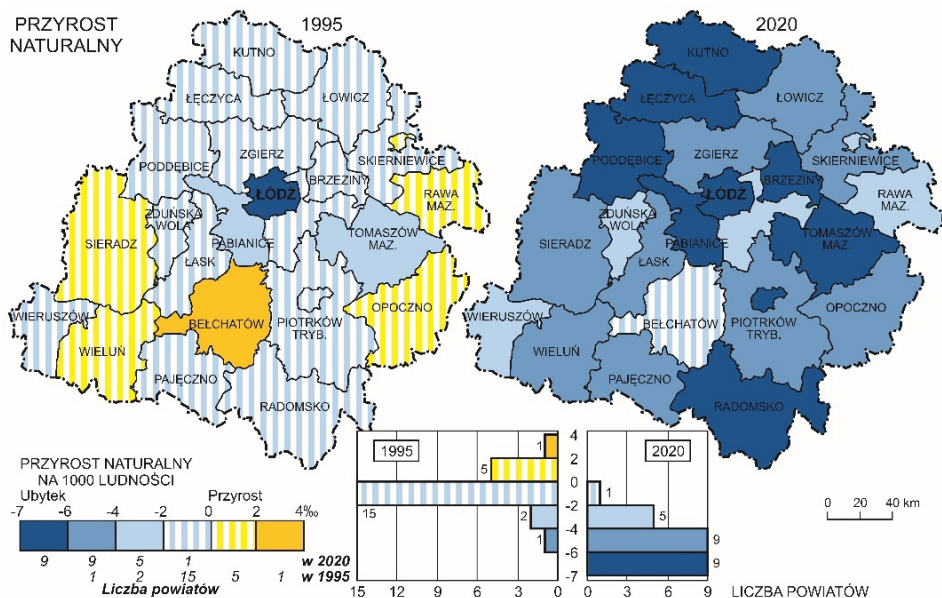 PRZYROST
NATURALNY
1995
KUTNO
ŁĘCZYCA
ŁOWICZ
PODDĘBICE
ZGIERZ
SKIERNIEWICE
ŁÓDŹ
BRZEZINY
RAWA
MAZ.
ZDUŃSKA
WOLA
SIERADZ
PABIANICE
TOMASZÓW
MAZ.
ŁASK
WIERUSZÓW
BEŁCHATÓW
PIOTRKÓW
TRYB.
OPOCZNO
WIELUŃ
PAJĘCZNO
RADOMSKO
2020
KUTNO
ŁĘCZYCA
ŁOWICZ
PODDĘBICE
ZGIERZ
SKIERNIEWICE
ŁÓDŹ
BRZEZINY
RAWA
MAZ.
ZDUŃSKA
WOLA
SIERADZ
PABIANICE
TOMASZÓW
MAZ.
ŁASK
WIERUSZÓW
BEŁCHATÓW
PIOTRKÓW
TRYB.
OPOCZNO
WIELUŃ
PAJĘCZNO
RADOMSKO
PRZYROST NATURALNY
NA 1000 LUDNOŚCI
Ubytek Przyrost
-7 -6 -4 -2 0 2 4‰
9 9 5 1 w 2020
1 2 15 5 1 w 1995
Liczba powiatów
1995
1
5
15
2
1
15 12 9 6 3 0
4
2
0
-2
-4
-6
-7
2020
1
5
9
9
0 3 6 9
LICZBA POWIATÓW
0 20 40 km